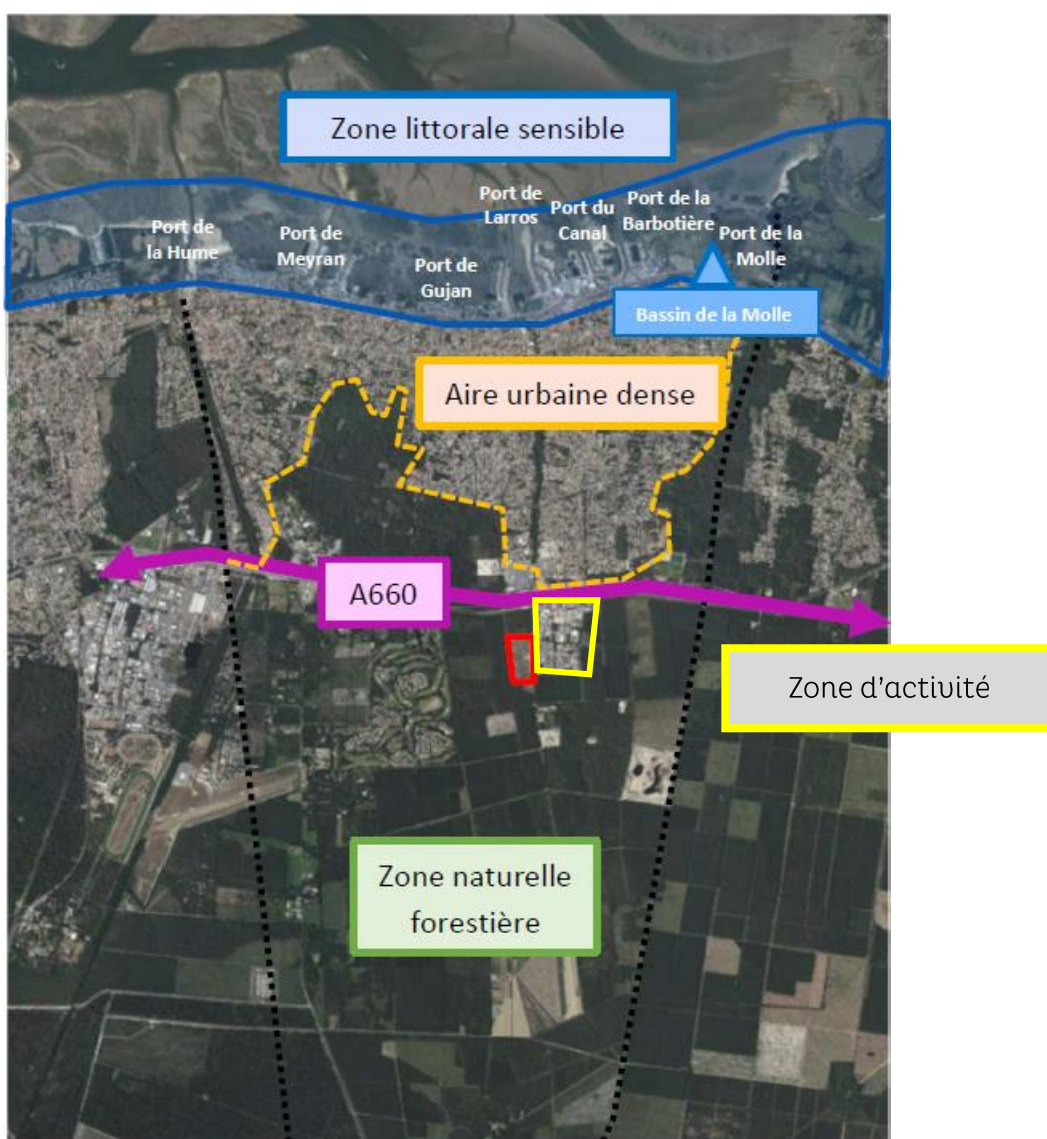 Zone littorale sensible
Port de
la Hume
Port de
Meyran
Port de
Gujan
Port de
Larros
Port du
Canal
Port de la
Barbotière
Port de la
Molle
Bassin de la Molle
Aire urbaine dense
A660
Zone d'activité
Zone naturelle
forestière